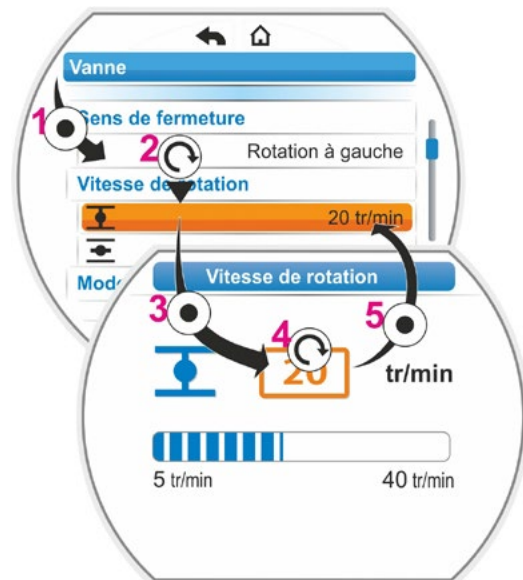 Vanne
Sens de fermeture
1
2
Rotation à gauche
Vitesse de rotation
20 tr/min
Mod
Vitesse de rotation
3
4
5
20
tr/min
5 tr/min
40 tr/min